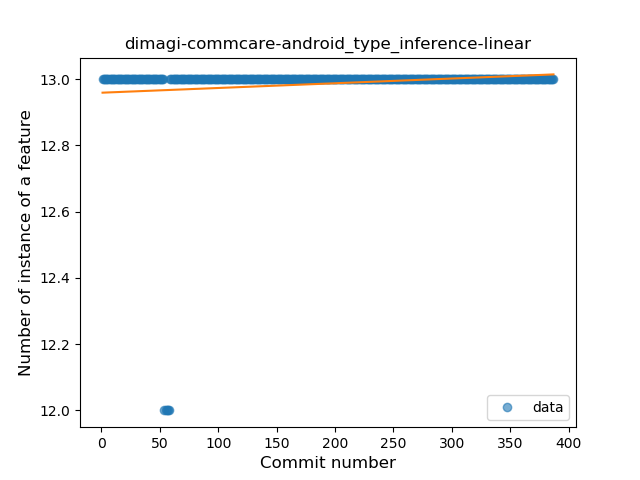 dimagi-commcare-android_type_inference-linear
Number of instance of a feature
13.0
12.8
12.6
12.4
12.2
12.0
0 50 100 150 200 250 300 350 400
Commit number
data